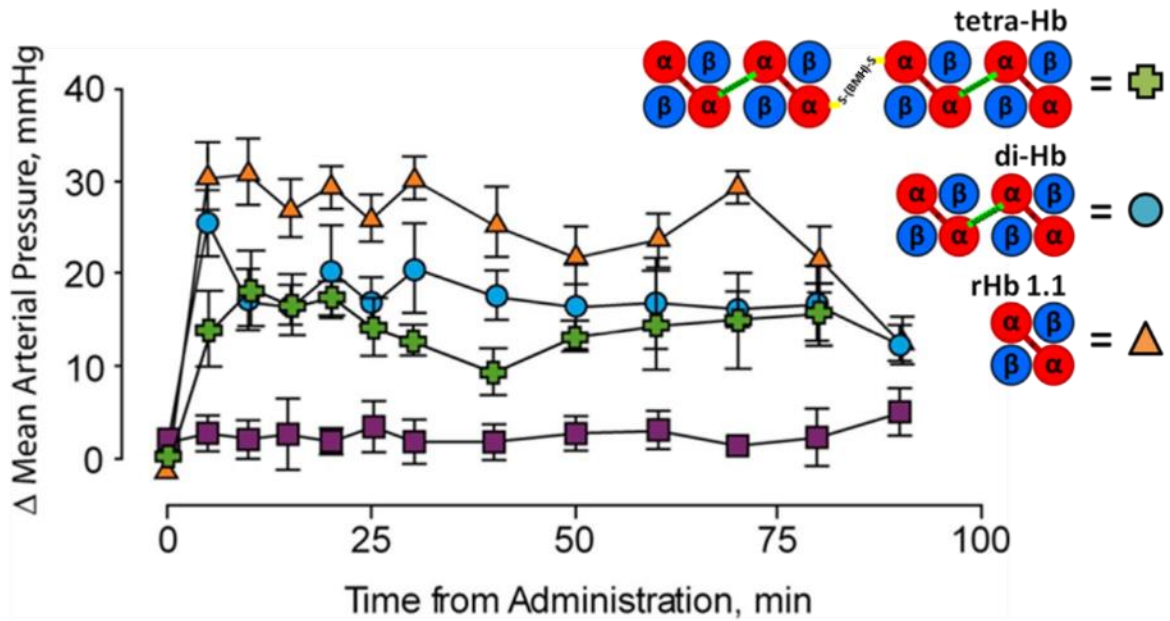 tetra-Hb
α β α β α β α β
S-(BMH)-S
β α β α β α β α
=
di-Hb
α β α β
β α β α
=
rHb 1.1
α β
β α
=
Δ Mean Arterial Pressure, mmHg
40
30
20
10
0
0 25 50 75 100
Time from Administration, min